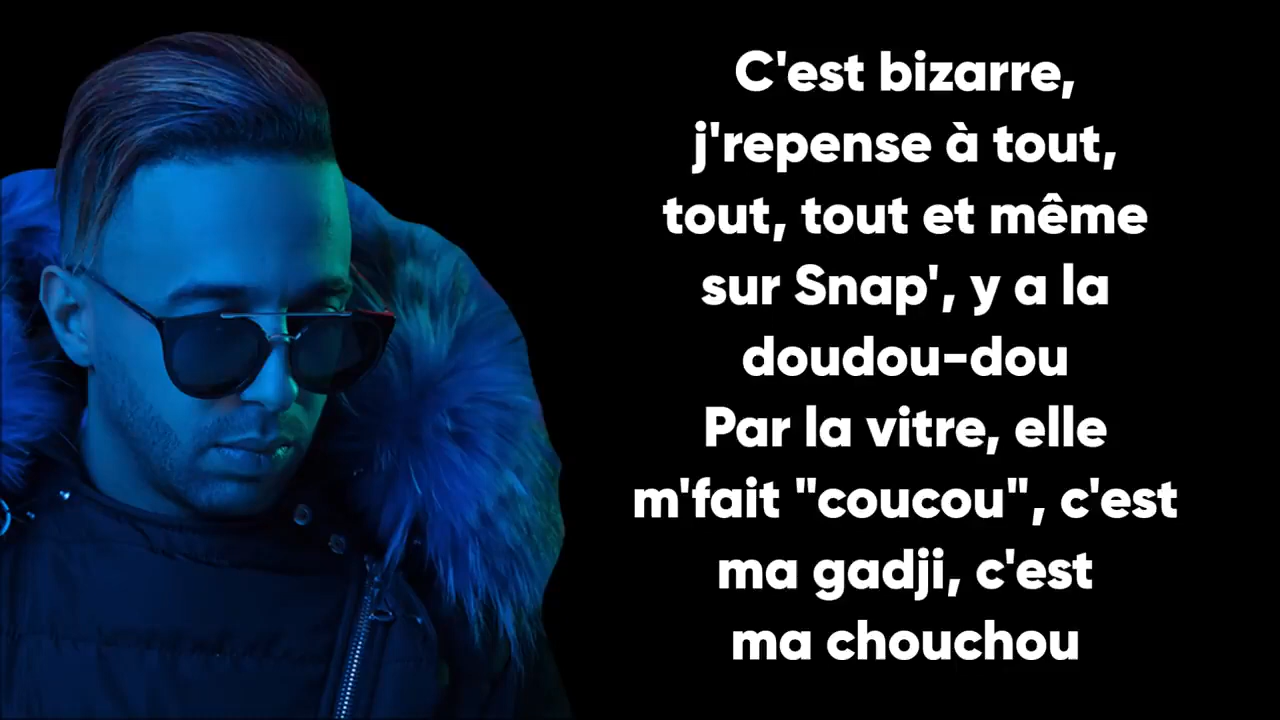 C'est bizarre,
j'repense à tout,
tout, tout et même
sur Snap', y a la
doudou-dou
Par la vitre, elle
m'fait "coucou", c'est
ma gadji, c'est
ma chouchou